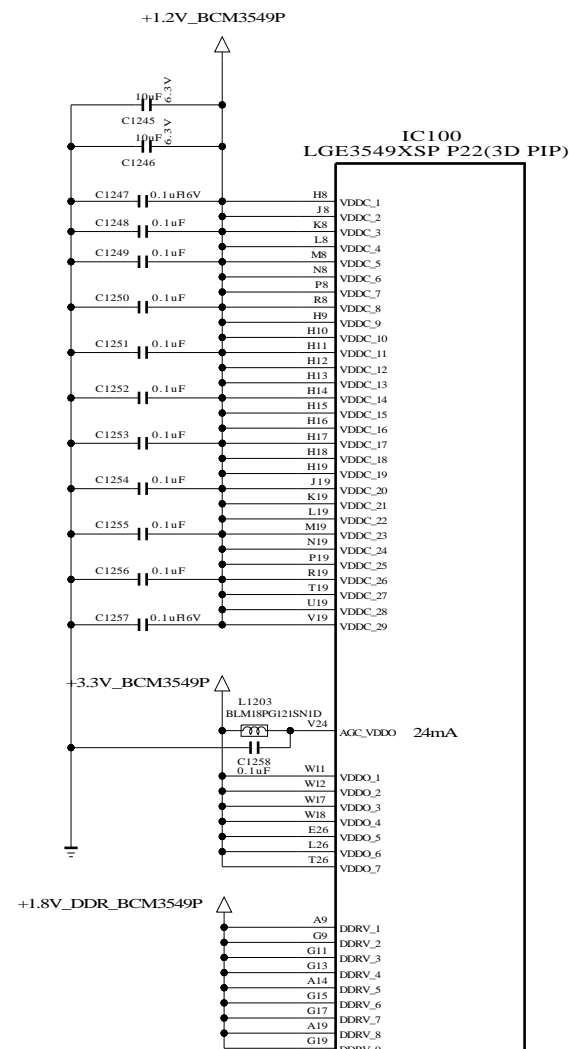 +1.2V_BCM3549P
10uF 6.3V
C1245
10uF 6.3V
C1246
IC100
LGE3549XSP P22(3D PIP)
C1247 0.1uF 16V H8 VDDC_1
J8 VDDC_2
C1248 0.1uF K8 VDDC_3
L8 VDDC_4
C1249 0.1uF M8 VDDC_5
N8 VDDC_6
P8 VDDC_7
C1250 0.1uF R8 VDDC_8
H9 VDDC_9
H10 VDDC_10
C1251 0.1uF H11 VDDC_11
H12 VDDC_12
H13 VDDC_13
C1252 0.1uF H14 VDDC_14
H15 VDDC_15
H16 VDDC_16
C1253 0.1uF H17 VDDC_17
H18 VDDC_18
H19 VDDC_19
C1254 0.1uF J19 VDDC_20
K19 VDDC_21
L19 VDDC_22
C1255 0.1uF M19 VDDC_23
N19 VDDC_24
P19 VDDC_25
C1256 0.1uF R19 VDDC_26
T19 VDDC_27
U19 VDDC_28
C1257 0.1uF 16V V19 VDDC_29
+3.3V_BCM3549P
L1203
BLM18PG121SN1D
V24 AGC_VDDO 24mA
C1258
0.1uF
W11 VDDO_1
W12 VDDO_2
W17 VDDO_3
W18 VDDO_4
E26 VDDO_5
L26 VDDO_6
T26 VDDO_7
+1.8V_DDR_BCM3549P
A9 DDRV_1
G9 DDRV_2
G11 DDRV_3
G13 DDRV_4
A14 DDRV_5
G15 DDRV_6
G17 DDRV_7
A19 DDRV_8
G19 DDRV_9